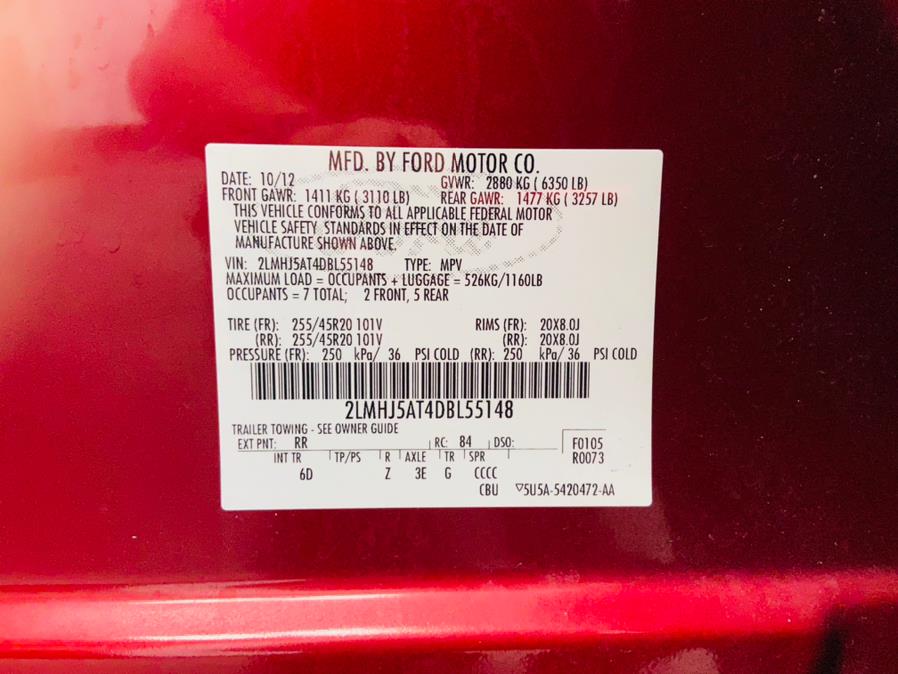 MFD. BY FORD MOTOR CO.
DATE: 10/12 GVWR: 2880 KG ( 6350 LB)
FRONT GAWR: 1411 KG ( 3110 LB) REAR GAWR: 1477 KG ( 3257 LB)
THIS VEHICLE CONFORMS TO ALL APPLICABLE FEDERAL MOTOR
VEHICLE SAFETY STANDARDS IN EFFECT ON THE DATE OF
MANUFACTURE SHOWN ABOVE.
VIN: 2LMHJ5AT4DBL55148 TYPE: MPV
MAXIMUM LOAD = OCCUPANTS + LUGGAGE = 526KG/1160LB
OCCUPANTS = 7 TOTAL; 2 FRONT, 5 REAR
TIRE (FR): 255/45R20 101V RIMS (FR): 20X8.0J
(RR): 255/45R20 101V (RR): 20X8.0J
PRESSURE (FR): 250 kPa/ 36 PSI COLD (RR): 250 kPa/ 36 PSI COLD
2LMHJ5AT4DBL55148
TRAILER TOWING - SEE OWNER GUIDE
EXT PNT: RR RC: 84 DSO: F0105
INT TR TP/PS R AXLE TR SPR R0073
6D Z 3E G CCCC
CBU ▽5U5A-5420472-AA